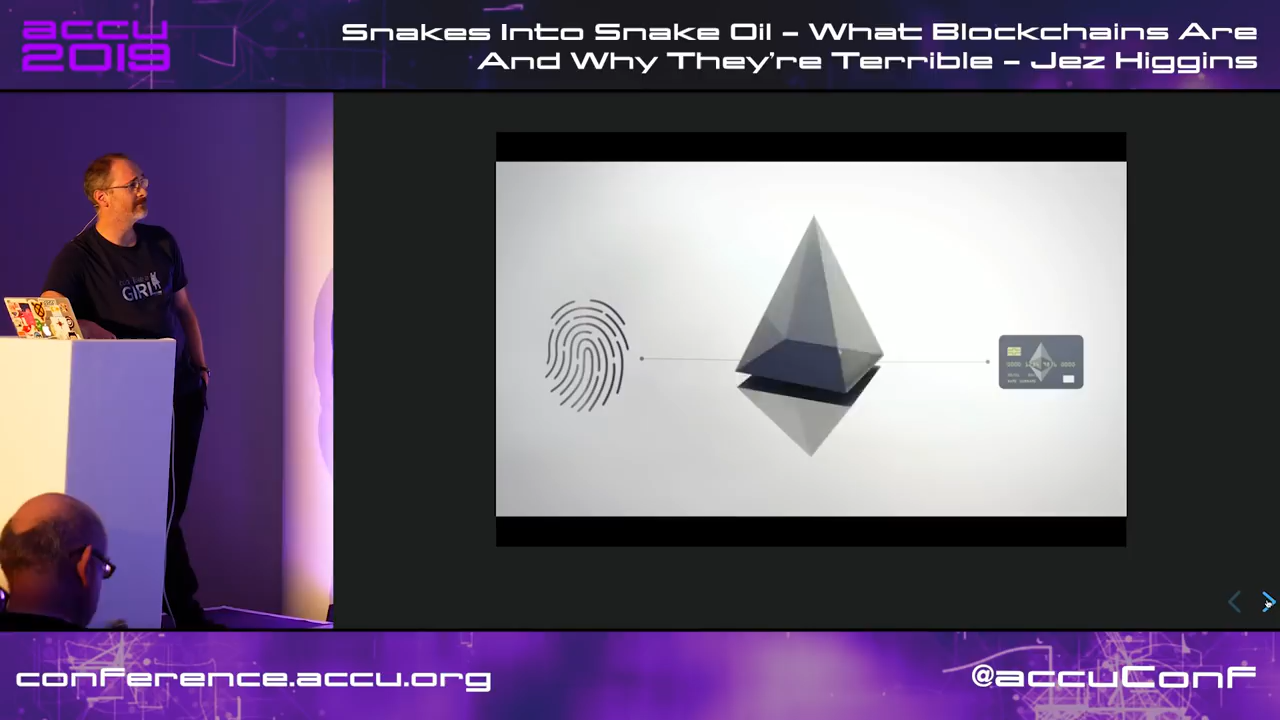 accu
2019
Snakes Into Snake Oil – What Blockchains Are
And Why They're Terrible – Jez Higgins
GIRL
conference.accu.org
@accuConf